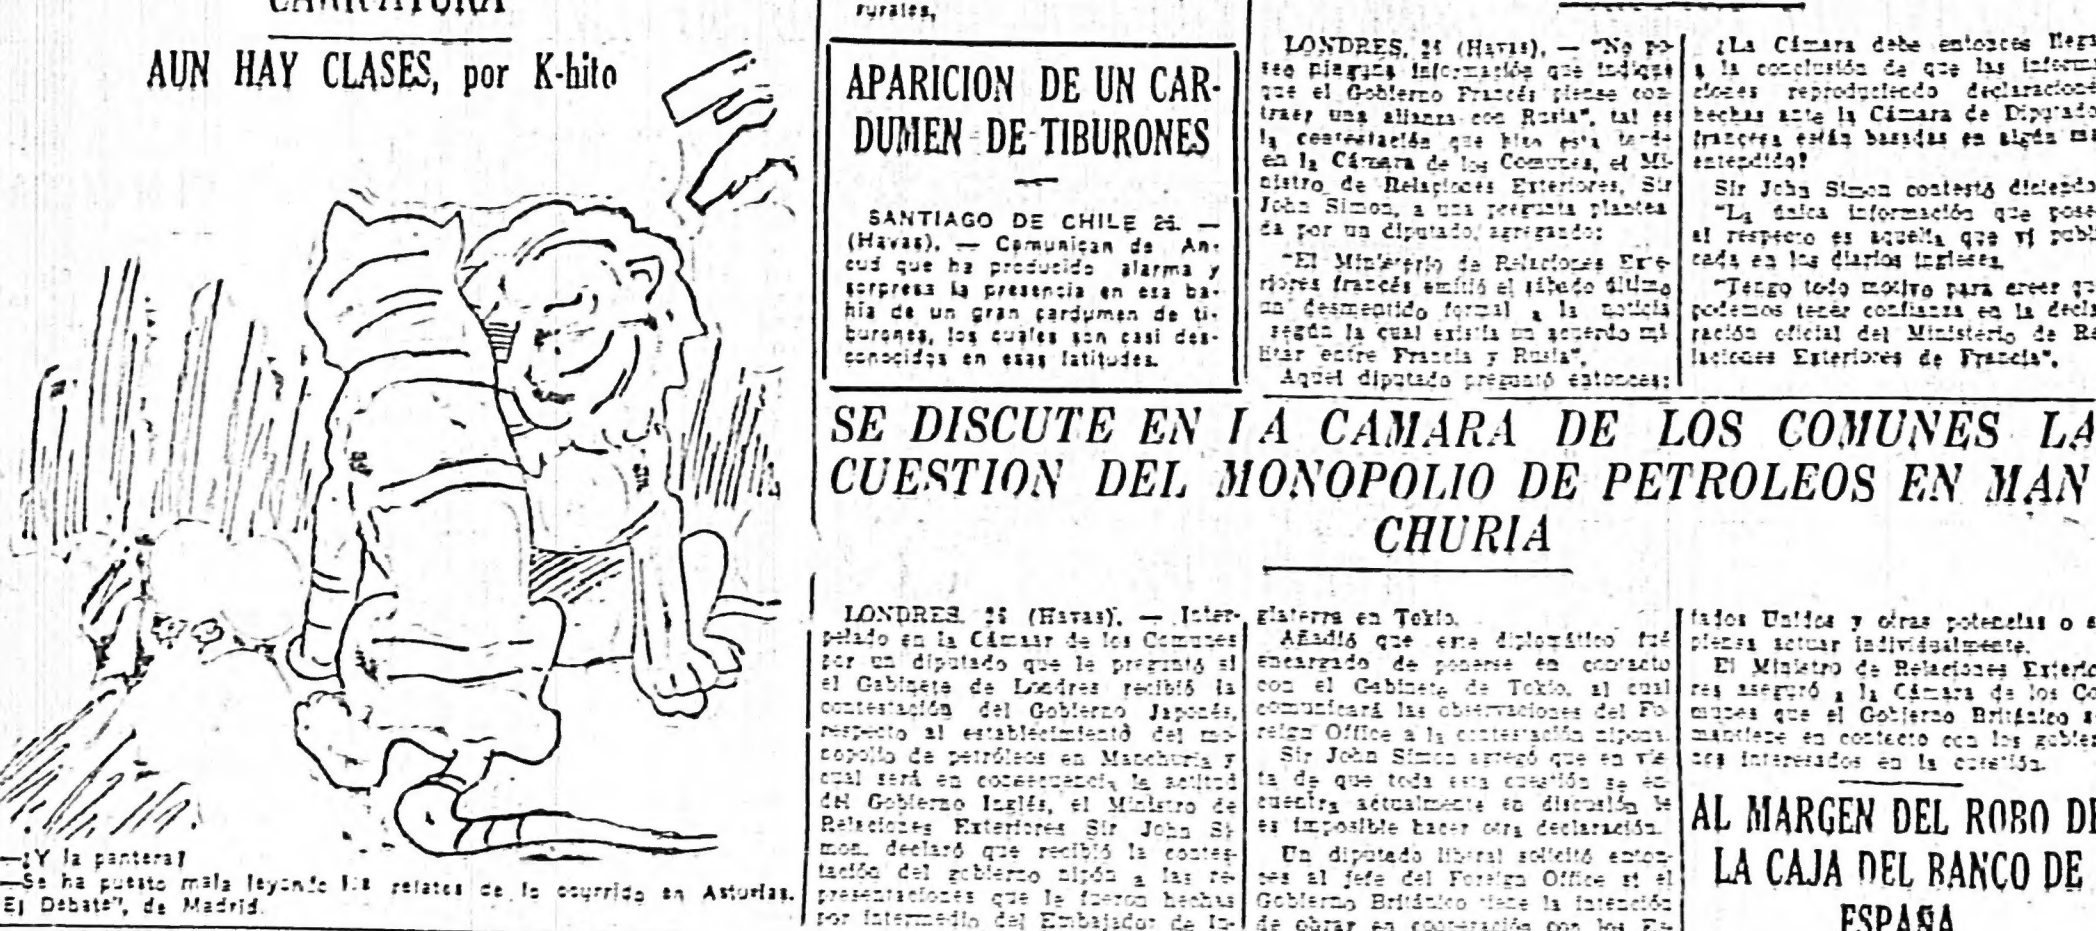 CARICATURA
AUN HAY CLASES, por K-hito
—¿Y la pantera?
—Se ha puesto mala leyendo los relatos de lo ocurrido en Asturias.
El Debate", de Madrid.
rurales,
APARICION DE UN CAR-
DUMEN DE TIBURONES
SANTIAGO DE CHILE 26. —
(Havas). — Comunican de An-
cud que ha producido alarma y
sorpresa la presencia en esa ba-
hía de un gran cardumen de ti-
burones, los cuales son casi des-
conocidos en esas latitudes.
LONDRES, (Havas). — "No po-
seo ninguna información que indique
que el Gobierno Francés piense con-
traer una alianza con Rusia", tal es
la contestación que hizo esta tarde
en la Cámara de los Comunes, el Mi-
nistro de Relaciones Exteriores, Sir
John Simon, a una pregunta plantea
da por un diputado, agregando:
"El Ministerio de Relaciones Exte-
riores francés emitió el sábado último
un desmentido formal a la noticia
según la cual existía un acuerdo mi
litar entre Francia y Rusia".
Aquel diputado preguntó entonces:
¿La Cámara debe entonces llega
a la conclusión de que las informa
ciones reproduciendo declaracione
hechas ante la Cámara de Diputado
franceses están basadas en algún ma
entendido?
Sir John Simon contestó diciendo
"La única información que pose
al respecto es aquella que vi publi
cada en los diarios ingleses.
"Tengo todo motivo para creer qu
podemos tener confianza en la decla
ración oficial del Ministerio de Re
laciones Exteriores de Francia".
SE DISCUTE EN LA CAMARA DE LOS COMUNES LA
CUESTION DEL MONOPOLIO DE PETROLEOS EN MAN
CHURIA
LONDRES, (Havas). — Inter-
pelado en la Cámaar de los Comunes
por un diputado que le preguntó si
el Gabinete de Londres recibió la
contestación del Gobierno Japonés,
respecto al establecimiento del mo-
nopolio de petróleos en Manchuria y
cual será en consecuencia la actitud
del Gobierno Inglés, el Ministro de
Relaciones Exteriores Sir John Si
mon, declaró que recibió la contes-
tación del gobierno nipón a las re-
presentaciones que le fueron hechas
por intermedio del Embajador de In-
glaterra en Tokio.
Añadió que este diplomático fué
encargado de ponerse en contacto
con el Gabinete de Tokio, al cual
comunicará las observaciones del Fo-
reign Office a la contestación nipona.
Sir John Simon agregó que en vis-
ta de que toda esta cuestión se en-
cuentra actualmente en discusión le
es imposible hacer otra declaración.
Un diputado liberal solicitó enton-
ces al jefe del Foreign Office si el
Gobierno Británico tiene la intención
de obrar en cooperación con los Es-
tados Unidos y otras potencias o s
piensa actuar individualmente.
El Ministro de Relaciones Exterio
res aseguró a la Cámara de los Co
munes que el Gobierno Británico s
mantiene en contacto con los gobier
nos interesados en la cuestión.
AL MARGEN DEL ROBO DE
LA CAJA DEL BANCO DE
ESPAÑA